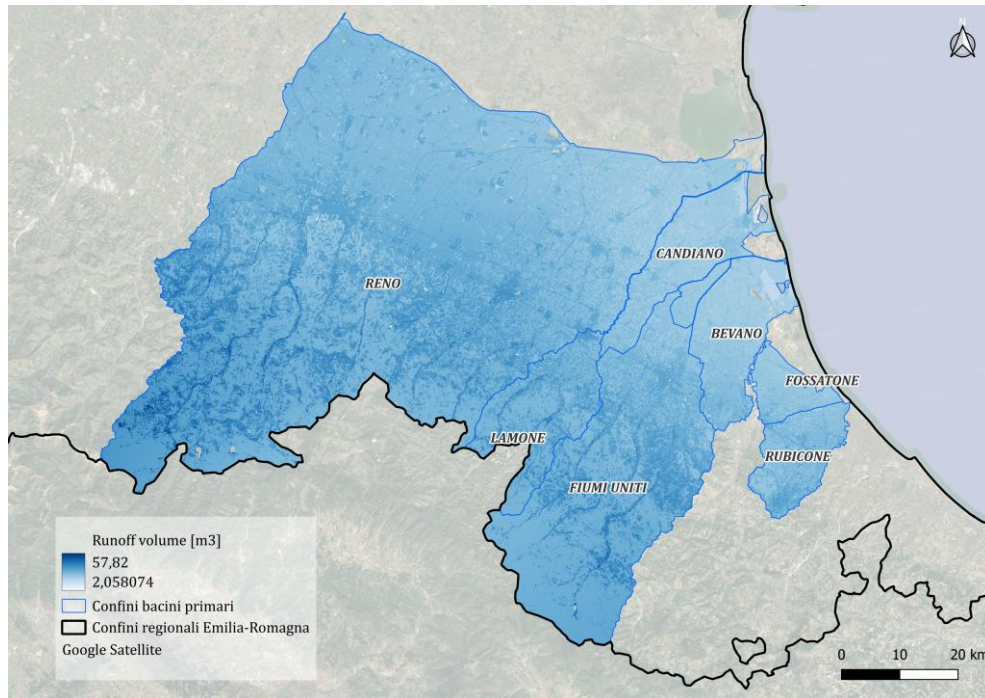 N
CANDIANO
RENO
BEVANO
FOSSATONE
LAMONE
RUBICONE
FIUMI UNITI
Runoff volume [m3]
57,82
2,058074
Confini bacini primari
Confini regionali Emilia-Romagna
Google Satellite
0 10 20 km